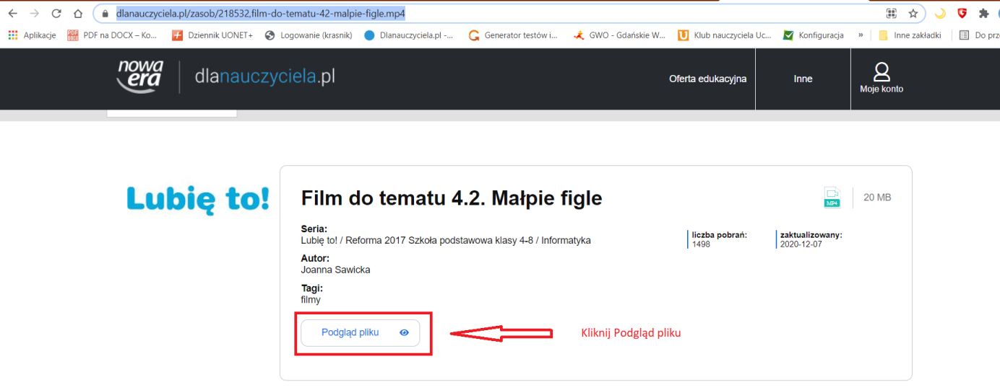 dlanauczyciela.pl/zasob/218532,film-do-tematu-42-malpie-figle.mp4
Aplikacje
PDF na DOCX – Ko...
Dziennik UONET+
Logowanie (krasnik)
Dlanauczyciela.pl -...
Generator testów i...
GWO - Gdańskie W...
Klub nauczyciela Uc...
Konfiguracja
»
Inne zakładki
Do prze
nowa
era
dlanauczyciela.pl
Oferta edukacyjna
Inne
Moje konto
Lubię to!
Film do tematu 4.2. Małpie figle
MP4
20 MB
Seria:
Lubię to! / Reforma 2017 Szkoła podstawowa klasy 4-8 / Informatyka
liczba pobrań:
1498
zaktualizowany:
2020-12-07
Autor:
Joanna Sawicka
Tagi:
filmy
Podgląd pliku
Kliknij Podgląd pliku